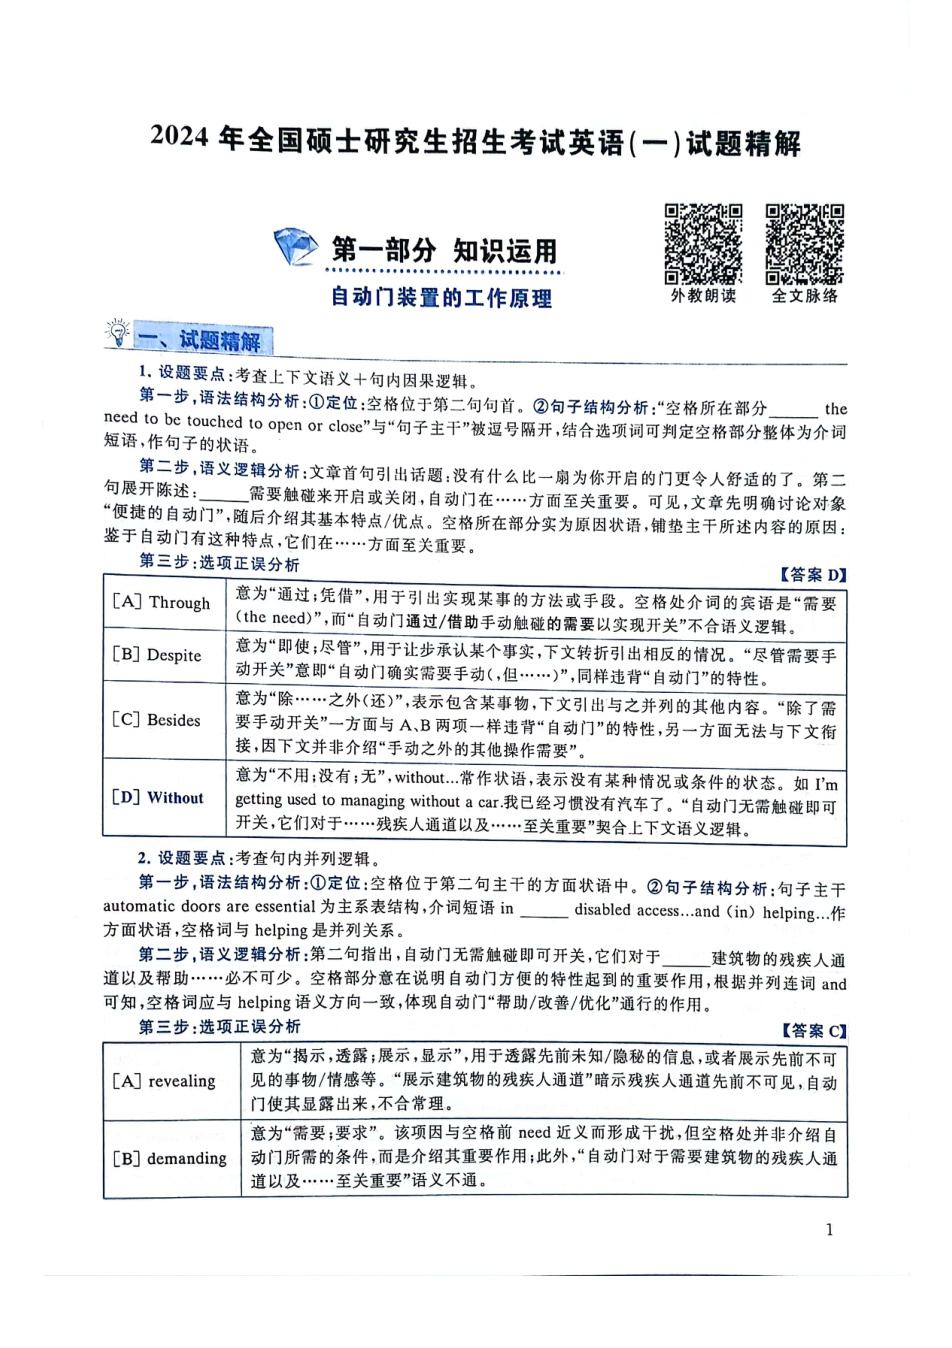 2024 年全国硕士研究生招生考试英语(一)试题精解
第一部分 知识运用
自动门装置的工作原理
外教朗读 全文脉络
一、试题精解
1. 设题要点:考查上下文语义+句内因果逻辑。
第一步,语法结构分析:①定位:空格位于第二句句首。②句子结构分析:“空格所在部分______ the
need to be touched to open or close”与“句子主干”被逗号隔开,结合选项词可判定空格部分整体为介词
短语,作句子的状语。
第二步,语义逻辑分析:文章首句引出话题:没有什么比一扇为你开启的门更令人舒适的了。第二
句展开陈述:______需要触碰来开启或关闭,自动门在……方面至关重要。可见,文章先明确讨论对象
“便捷的自动门”,随后介绍其基本特点/优点。空格所在部分实为原因状语,铺垫主干所述内容的原因:
鉴于自动门有这种特点,它们在……方面至关重要。
第三步:选项正误分析 【答案 D】
[A] Through 意为“通过;凭借”,用于引出实现某事的方法或手段。空格处介词的宾语是“需要
(the need)”,而“自动门通过/借助手动触碰的需要以实现开关”不合语义逻辑。
[B] Despite 意为“即使;尽管”,用于让步承认某个事实,下文转折引出相反的情况。“尽管需要手
动开关”意即“自动门确实需要手动(,但……)”,同样违背“自动门”的特性。
[C] Besides 意为“除……之外(还)”,表示包含某事物,下文引出与之并列的其他内容。“除了需
要手动开关”一方面与 A、B 两项一样违背“自动门”的特性,另一方面无法与下文衔
接,因下文并非介绍“手动之外的其他操作需要”。
[D] Without 意为“不用;没有;无”,without...常作状语,表示没有某种情况或条件的状态。如 I'm
getting used to managing without a car.我已经习惯没有汽车了。“自动门无需触碰即可
开关,它们对于……残疾人通道以及……至关重要”契合上下文语义逻辑。
2. 设题要点:考查句内并列逻辑。
第一步,语法结构分析:①定位:空格位于第二句主干的方面状语中。②句子结构分析:句子主干
automatic doors are essential 为主系表结构,介词短语 in ______ disabled access...and (in) helping...作
方面状语,空格词与 helping 是并列关系。
第二步,语义逻辑分析:第二句指出,自动门无需触碰即可开关,它们对于______建筑物的残疾人通
道以及帮助……必不可少。空格部分意在说明自动门方便的特性起到的重要作用,根据并列连词 and
可知,空格词应与 helping 语义方向一致,体现自动门“帮助/改善/优化”通行的作用。
第三步:选项正误分析 【答案 C】
[A] revealing 意为“揭示,透露;展示,显示”,用于透露先前未知/隐秘的信息,或者展示先前不可
见的事物/情感等。“展示建筑物的残疾人通道”暗示残疾人通道先前不可见,自动
门使其显露出来,不合常理。
[B] demanding 意为“需要;要求”。该项因与空格前 need 近义而形成干扰,但空格处并非介绍自
动门所需的条件,而是介绍其重要作用;此外,“自动门对于需要建筑物的残疾人通
道以及……至关重要”语义不通。
1